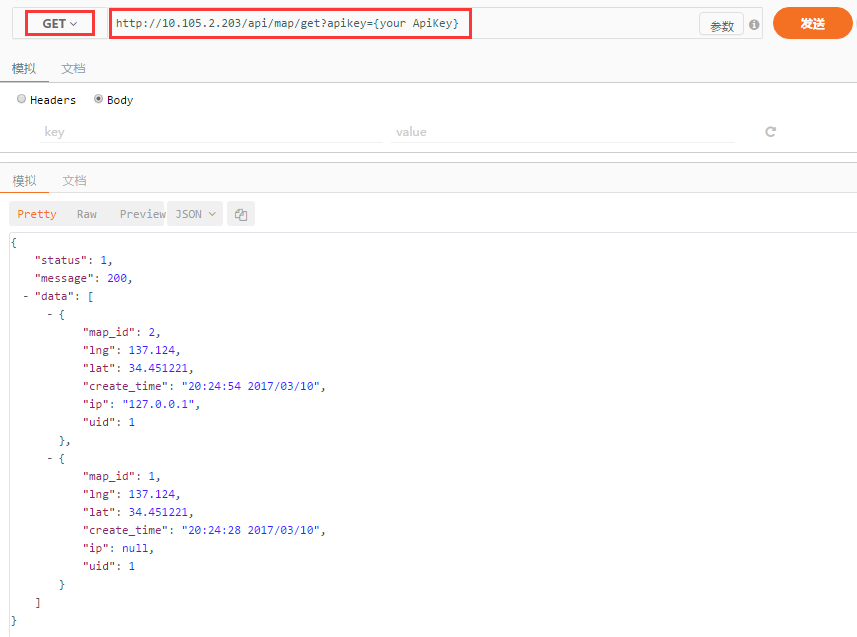 GET http://10.105.2.203/api/map/get?apikey={your ApiKey} 参数 发送
模拟 文档
Headers Body
key value
模拟 文档
Pretty Raw Preview JSON
{
"status": 1,
"message": 200,
- "data": [
- {
"map_id": 2,
"lng": 137.124,
"lat": 34.451221,
"create_time": "20:24:54 2017/03/10",
"ip": "127.0.0.1",
"uid": 1
},
- {
"map_id": 1,
"lng": 137.124,
"lat": 34.451221,
"create_time": "20:24:28 2017/03/10",
"ip": null,
"uid": 1
}
]
}